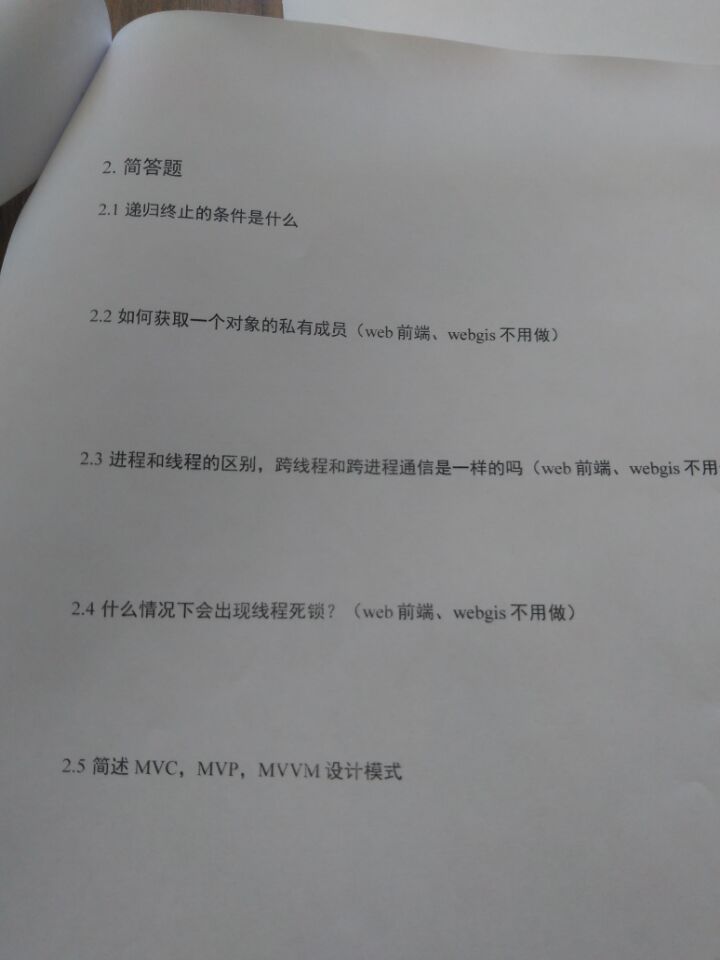 2. 简答题
2.1 递归终止的条件是什么
2.2 如何获取一个对象的私有成员（web 前端、webgis 不用做）
2.3 进程和线程的区别，跨线程和跨进程通信是一样的吗（web 前端、webgis 不用
2.4 什么情况下会出现线程死锁？（web 前端、webgis 不用做）
2.5 简述 MVC，MVP，MVVM 设计模式